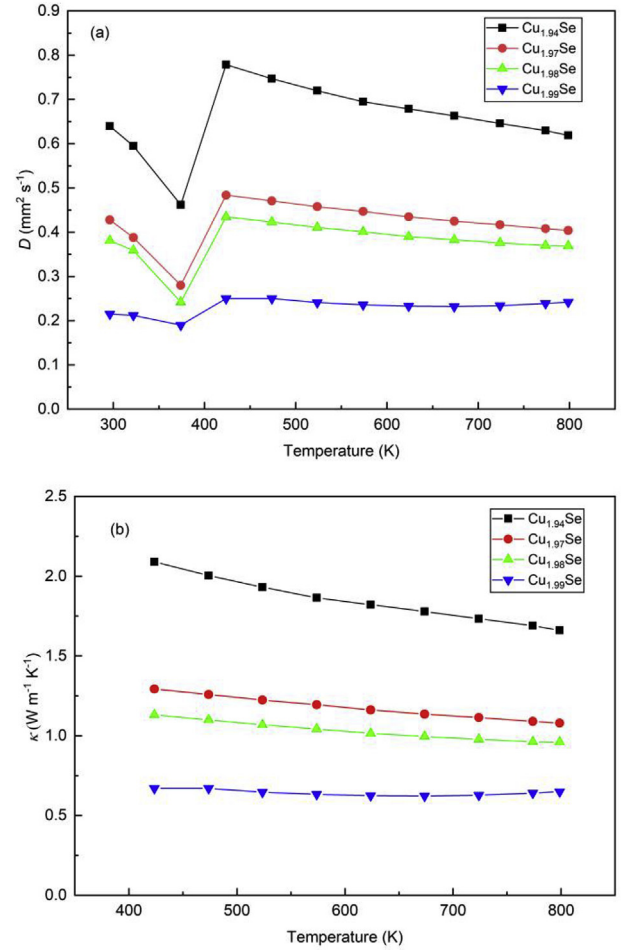 (a)
Cu1.94Se
Cu1.97Se
Cu1.98Se
Cu1.99Se
0.9
0.8
0.7
0.6
0.5
0.4
0.3
0.2
0.1
0.0
D (mm² s⁻¹)
300 400 500 600 700 800
Temperature (K)
(b)
Cu1.94Se
Cu1.97Se
Cu1.98Se
Cu1.99Se
2.5
2.0
1.5
1.0
0.5
0.0
κ (W m⁻¹ K⁻¹)
400 500 600 700 800
Temperature (K)